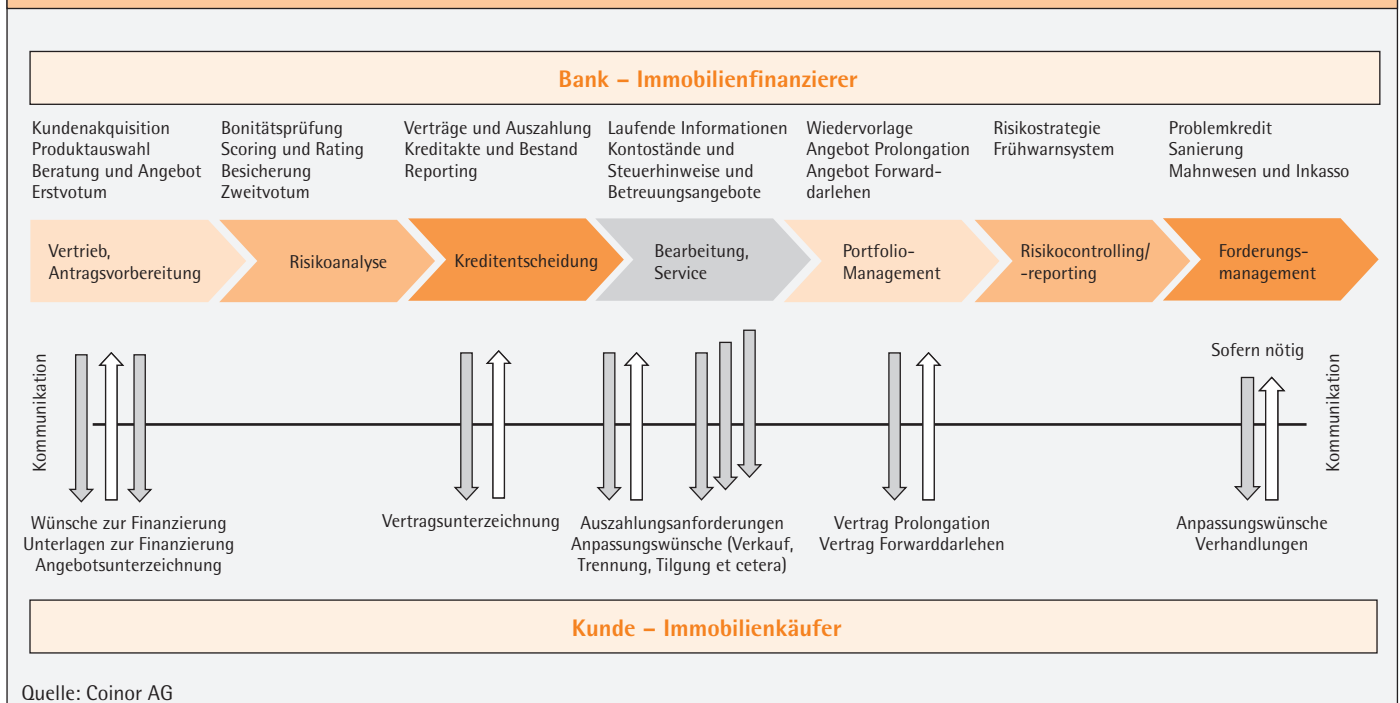 Bank – Immobilienfinanzierer
Kundenakquisition
Produktauswahl
Beratung und Angebot
Erstvotum
Bonitätsprüfung
Scoring und Rating
Besicherung
Zweitvotum
Verträge und Auszahlung
Kreditakte und Bestand
Reporting
Laufende Informationen
Kontostände und
Steuerhinweise und
Betreuungsangebote
Wiedervorlage
Angebot Prolongation
Angebot Forward-
darlehen
Risikostrategie
Frühwarnsystem
Problemkredit
Sanierung
Mahnwesen und Inkasso
Vertrieb,
Antragsvorbereitung
Risikoanalyse
Kreditentscheidung
Bearbeitung,
Service
Portfolio-
Management
Risikocontrolling/
-reporting
Forderungs-
management
Kommunikation
Sofern nötig
Kommunikation
Wünsche zur Finanzierung
Unterlagen zur Finanzierung
Angebotsunterzeichnung
Vertragsunterzeichnung
Auszahlungsanforderungen
Anpassungswünsche (Verkauf,
Trennung, Tilgung et cetera)
Vertrag Prolongation
Vertrag Forwarddarlehen
Anpassungswünsche
Verhandlungen
Kunde – Immobilienkäufer
Quelle: Coinor AG